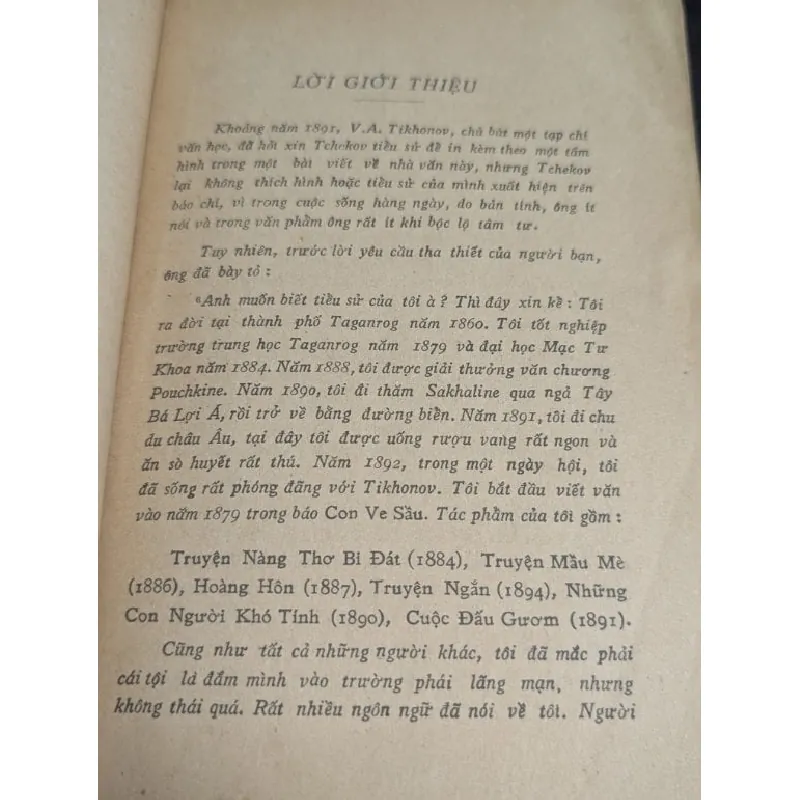 LỜI GIỚI THIỆU
Khoảng năm 1891, V.A. Tikhonov, chủ bút một tạp chí
văn học, đã hỏi xin Tchekov tiểu sử để in kèm theo một tấm
hình trong một bài viết về nhà văn này, nhưng Tchekov
lại không thích hình hoặc tiểu sử của mình xuất hiện trên
báo chí, vì trong cuộc sống hàng ngày, do bản tính, ông ít
nói và trong văn phẩm ông rất ít khi bộc lộ tâm tư.
Tuy nhiên, trước lời yêu cầu tha thiết của người bạn,
ông đã bày tỏ :
“Anh muốn biết tiểu sử của tôi à ? Thì đây xin kể : Tôi
ra đời tại thành phố Taganrog năm 1860. Tôi tốt nghiệp
trường trung học Taganrog năm 1879 và đại học Mạc Tư
Khoa năm 1884. Năm 1888, tôi được giải thưởng văn chương
Pouchkine. Năm 1890, tôi đi thăm Sakhaline qua ngả Tây
Bá Lợi Á, rồi trở về bằng đường biển. Năm 1891, tôi đi chu
du châu Âu, tại đây tôi được uống rượu vang rất ngon và
ăn sò huyết rất thú. Năm 1892, trong một ngày hội, tôi
đã sống rất phóng đãng với Tikhonov. Tôi bắt đầu viết văn
vào năm 1879 trong báo Con Ve Sầu. Tác phẩm của tôi gồm :
Truyện Nàng Thơ Bi Đát (1884), Truyện Mầu Mè
(1886), Hoàng Hôn (1887), Truyện Ngắn (1894), Những
Con Người Khó Tính (1890), Cuộc Đấu Gươm (1891).
Cũng như tất cả những người khác, tôi đã mắc phải
cái tội là đắm mình vào trường phái lãng mạn, nhưng
không thái quá. Rất nhiều ngôn ngữ đã nói về tôi. Người